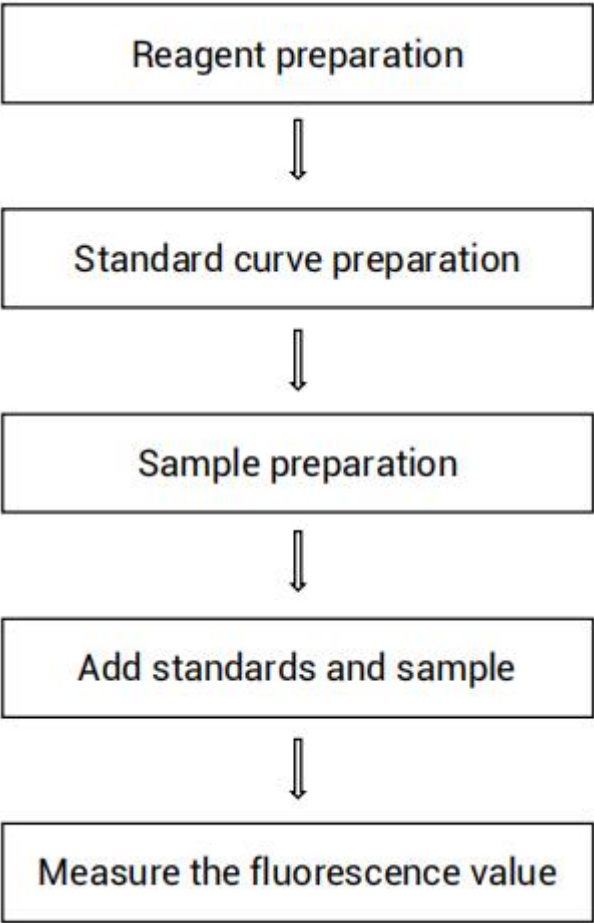 Reagent preparation
Standard curve preparation
Sample preparation
Add standards and sample
Measure the fluorescence value